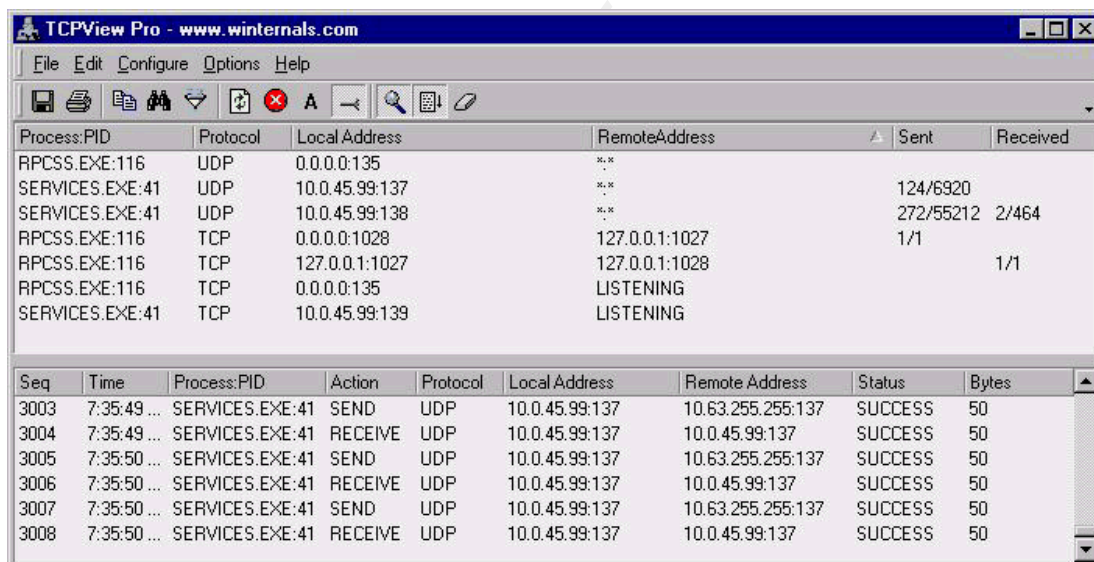 TCPView Pro - www.winternals.com
File Edit Configure Options Help
A
Process:PID Protocol Local Address RemoteAddress Sent Received
RPCSS.EXE:116 UDP 0.0.0.0:135 *:*
SERVICES.EXE:41 UDP 10.0.45.99:137 *:* 124/6920
SERVICES.EXE:41 UDP 10.0.45.99:138 *:* 272/55212 2/464
RPCSS.EXE:116 TCP 0.0.0.0:1028 127.0.0.1:1027 1/1
RPCSS.EXE:116 TCP 127.0.0.1:1027 127.0.0.1:1028 1/1
RPCSS.EXE:116 TCP 0.0.0.0:135 LISTENING
SERVICES.EXE:41 TCP 10.0.45.99:139 LISTENING
Seq Time Process:PID Action Protocol Local Address Remote Address Status Bytes
3003 7:35:49 ... SERVICES.EXE:41 SEND UDP 10.0.45.99:137 10.63.255.255:137 SUCCESS 50
3004 7:35:49 ... SERVICES.EXE:41 RECEIVE UDP 10.0.45.99:137 10.0.45.99:137 SUCCESS 50
3005 7:35:50 ... SERVICES.EXE:41 SEND UDP 10.0.45.99:137 10.63.255.255:137 SUCCESS 50
3006 7:35:50 ... SERVICES.EXE:41 RECEIVE UDP 10.0.45.99:137 10.0.45.99:137 SUCCESS 50
3007 7:35:50 ... SERVICES.EXE:41 SEND UDP 10.0.45.99:137 10.63.255.255:137 SUCCESS 50
3008 7:35:50 ... SERVICES.EXE:41 RECEIVE UDP 10.0.45.99:137 10.0.45.99:137 SUCCESS 50